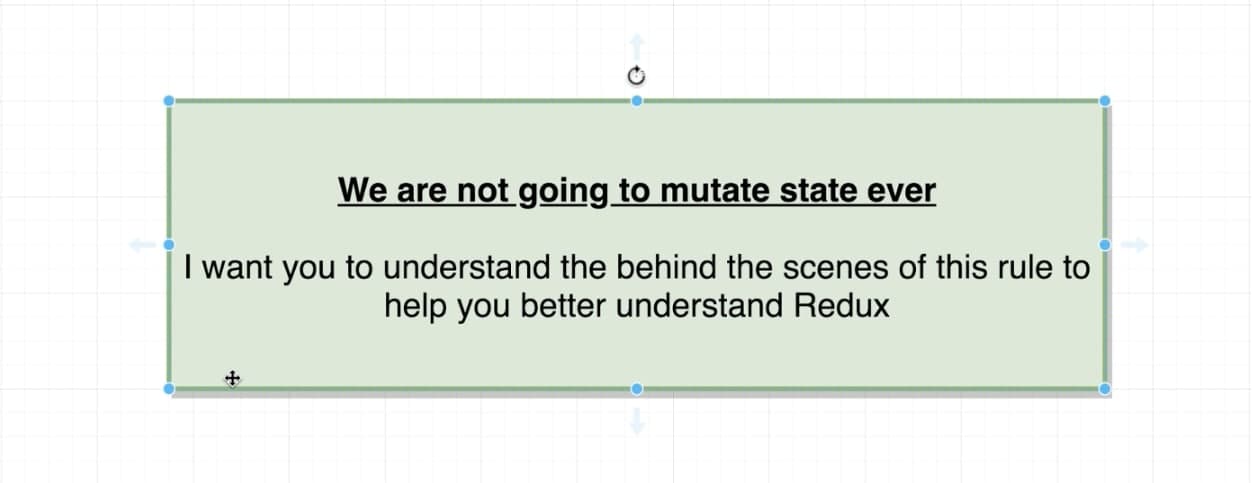 We are not going to mutate state ever
I want you to understand the behind the scenes of this rule to
help you better understand Redux